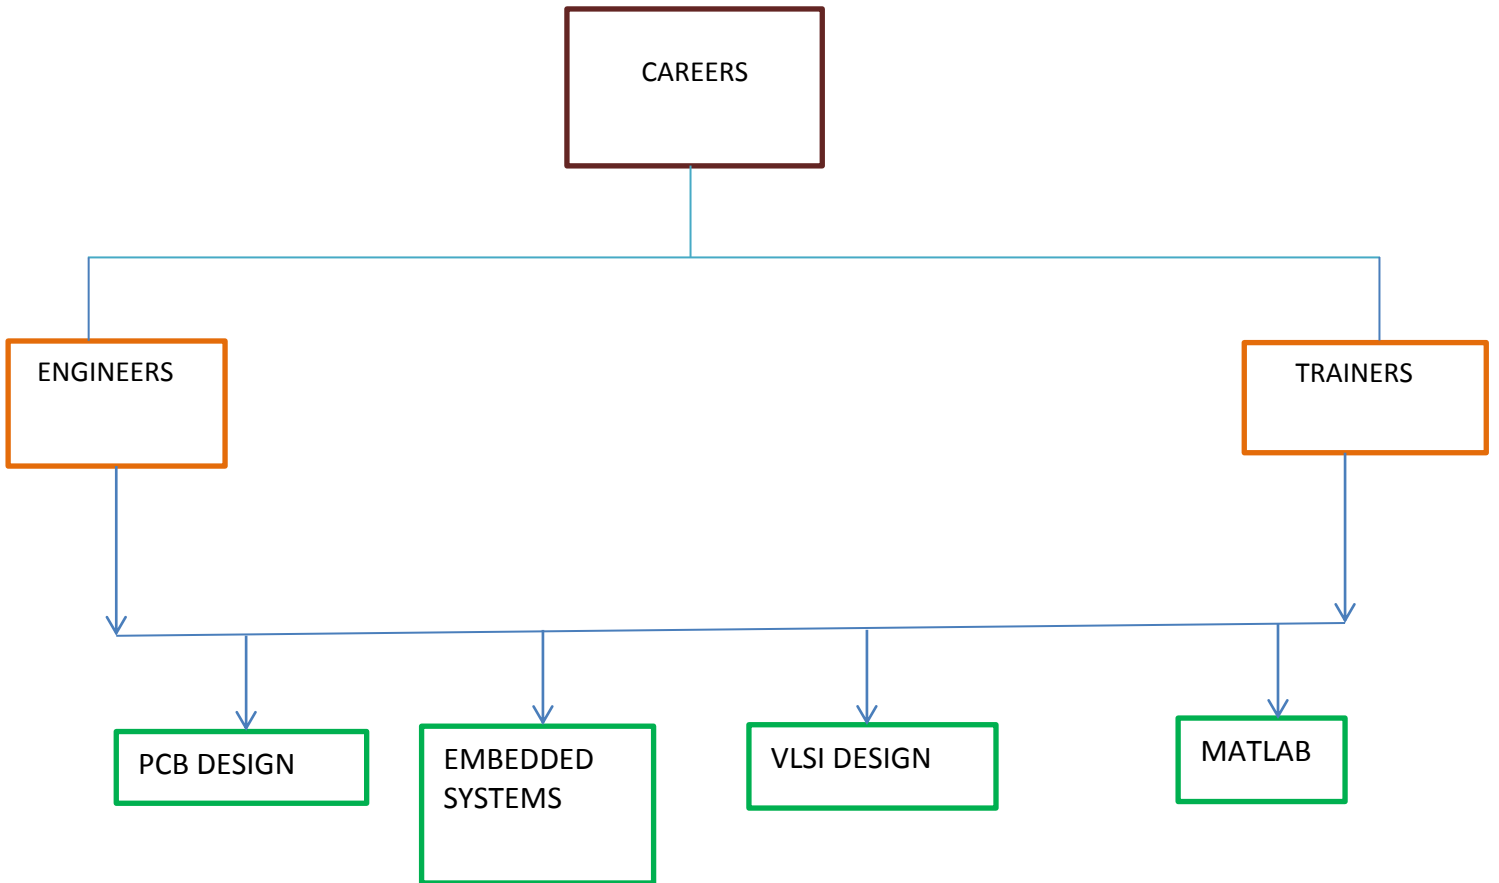 CAREERS
ENGINEERS
TRAINERS
PCB DESIGN
EMBEDDED
SYSTEMS
VLSI DESIGN
MATLAB